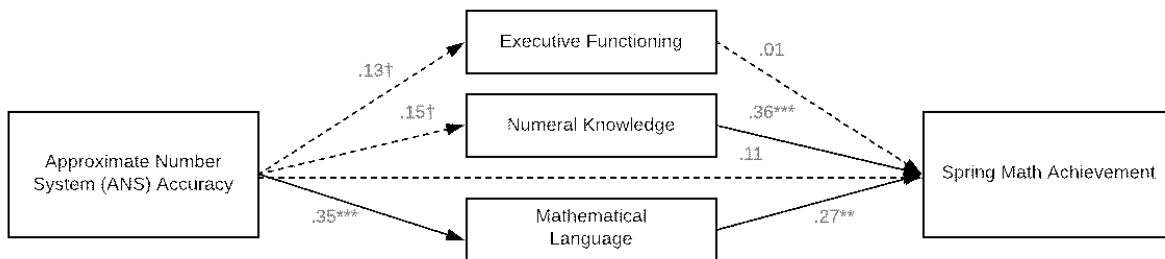 Executive Functioning
.01
.13†
.15†
Numeral Knowledge
.36***
Approximate Number
System (ANS) Accuracy
.11
Spring Math Achievement
.35***
Mathematical
Language
.27**